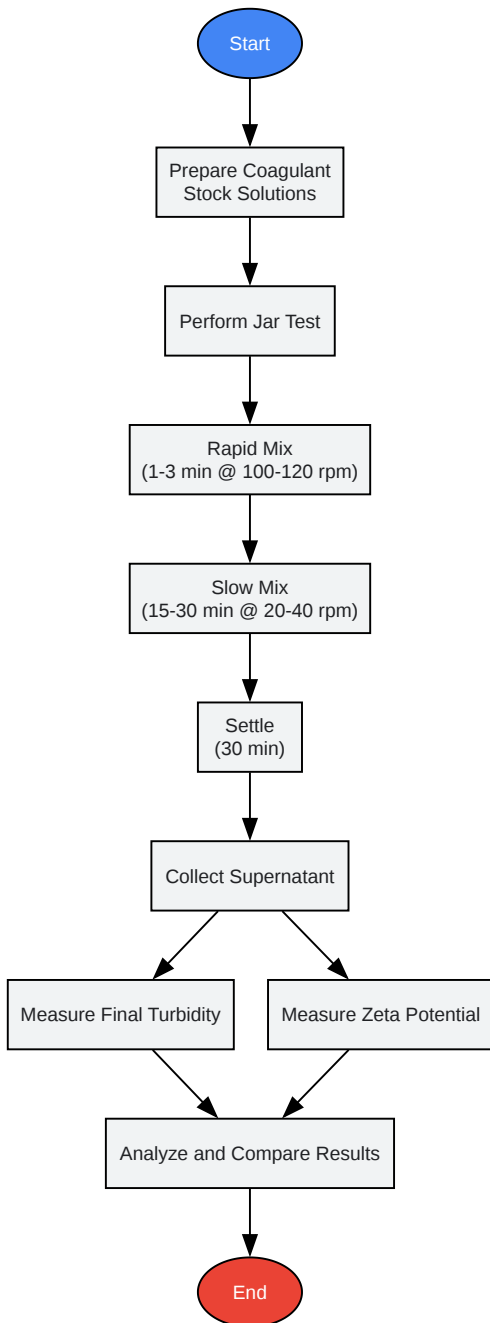 Start
Prepare Coagulant
Stock Solutions
Perform Jar Test
Rapid Mix
(1-3 min @ 100-120 rpm)
Slow Mix
(15-30 min @ 20-40 rpm)
Settle
(30 min)
Collect Supernatant
Measure Final Turbidity
Measure Zeta Potential
Analyze and Compare Results
End